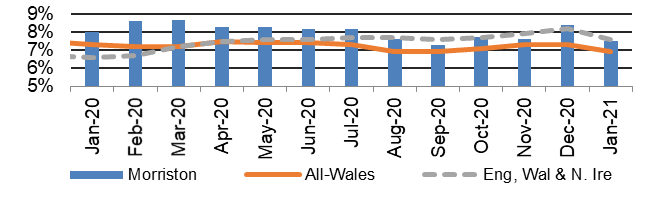 9%
8%
7%
6%
5%
Jan-20
Feb-20
Mar-20
Apr-20
May-20
Jun-20
Jul-20
Aug-20
Sep-20
Oct-20
Nov-20
Dec-20
Jan-21
Morriston
All-Wales
Eng, Wal & N. Ire